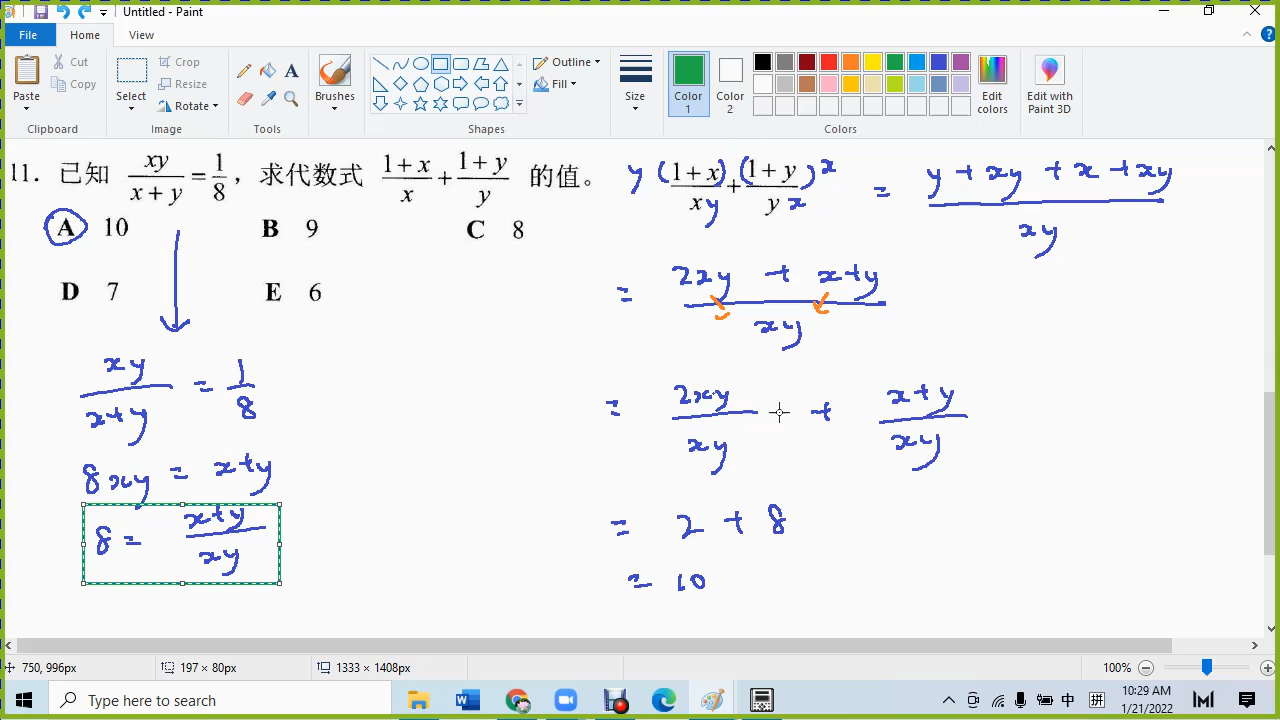 Untitled - Paint
File Home View
Paste Cut Copy Select Crop Resize Rotate Brushes Outline Fill Size Color 1 Color 2 Edit colors Edit with Paint 3D
Clipboard Image Tools Shapes Colors
11. 已知 xy/(x+y) = 1/8, 求代数式 (1+x)/x + (1+y)/y 的值。
A 10 B 9 C 8
D 7 E 6
xy/(x+y) = 1/8
8xy = x+y
8 = (x+y)/xy
y(1+x)/xy + (1+y)x/yx = (y + xy + x + xy)/xy
= (2xy + x+y)/xy
= 2xy/xy + (x+y)/xy
= 2 + 8
= 10
750, 996px 197 × 80px 1333 × 1408px 100%
Type here to search
中 拼 10:29 AM
1/21/2022